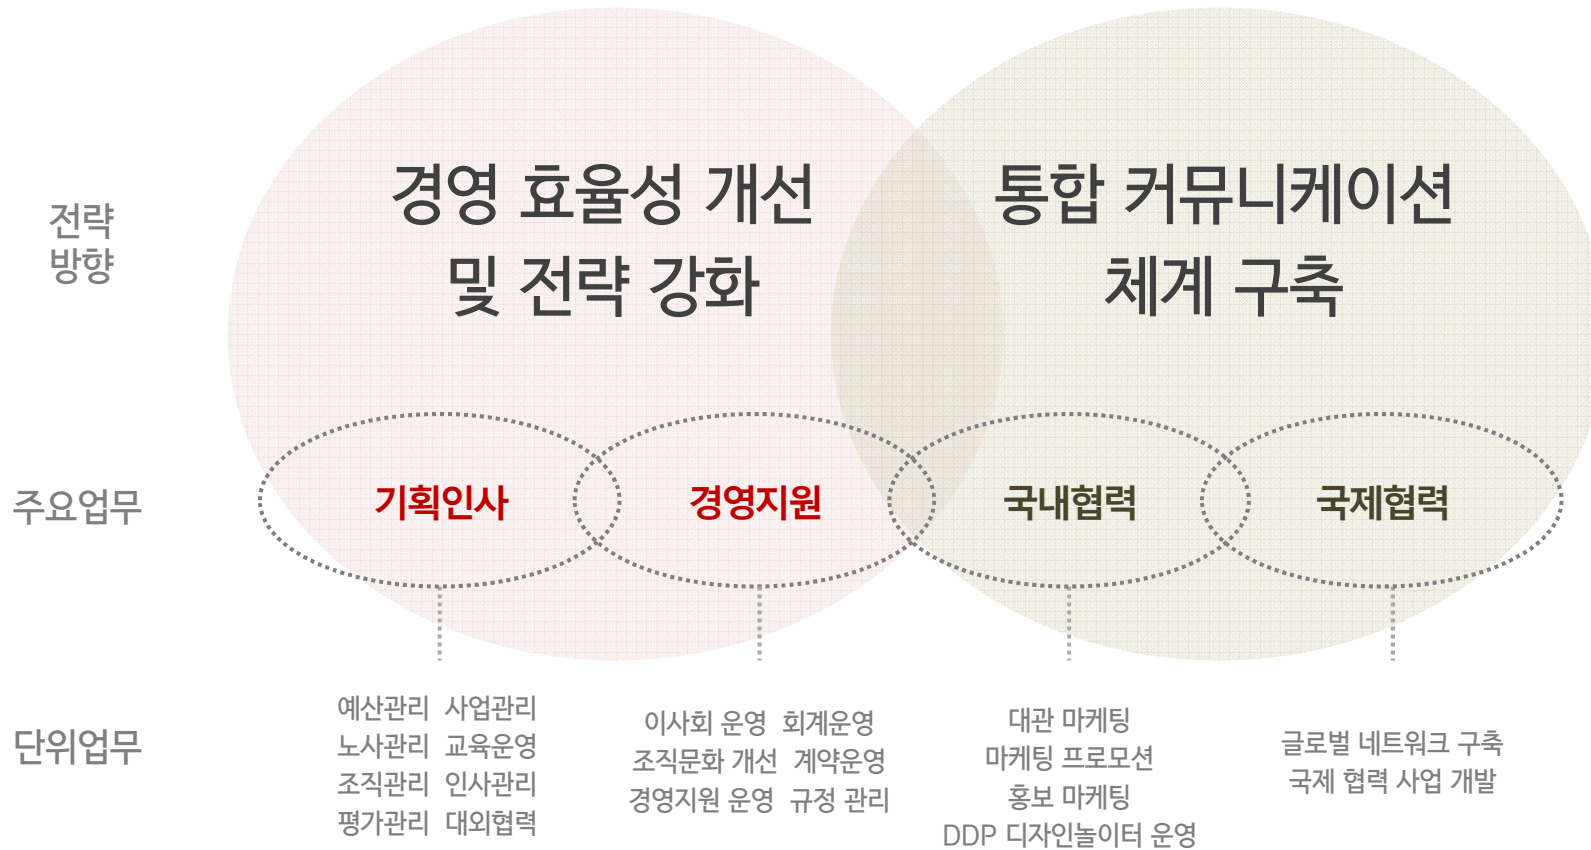 전략
방향
경영 효율성 개선
및 전략 강화
통합 커뮤니케이션
체계 구축
주요업무
기획인사
경영지원
국내협력
국제협력
단위업무
예산관리 사업관리
노사관리 교육운영
조직관리 인사관리
평가관리 대외협력
이사회 운영 회계운영
조직문화 개선 계약운영
경영지원 운영 규정 관리
대관 마케팅
마케팅 프로모션
홍보 마케팅
DDP 디자인놀이터 운영
글로벌 네트워크 구축
국제 협력 사업 개발